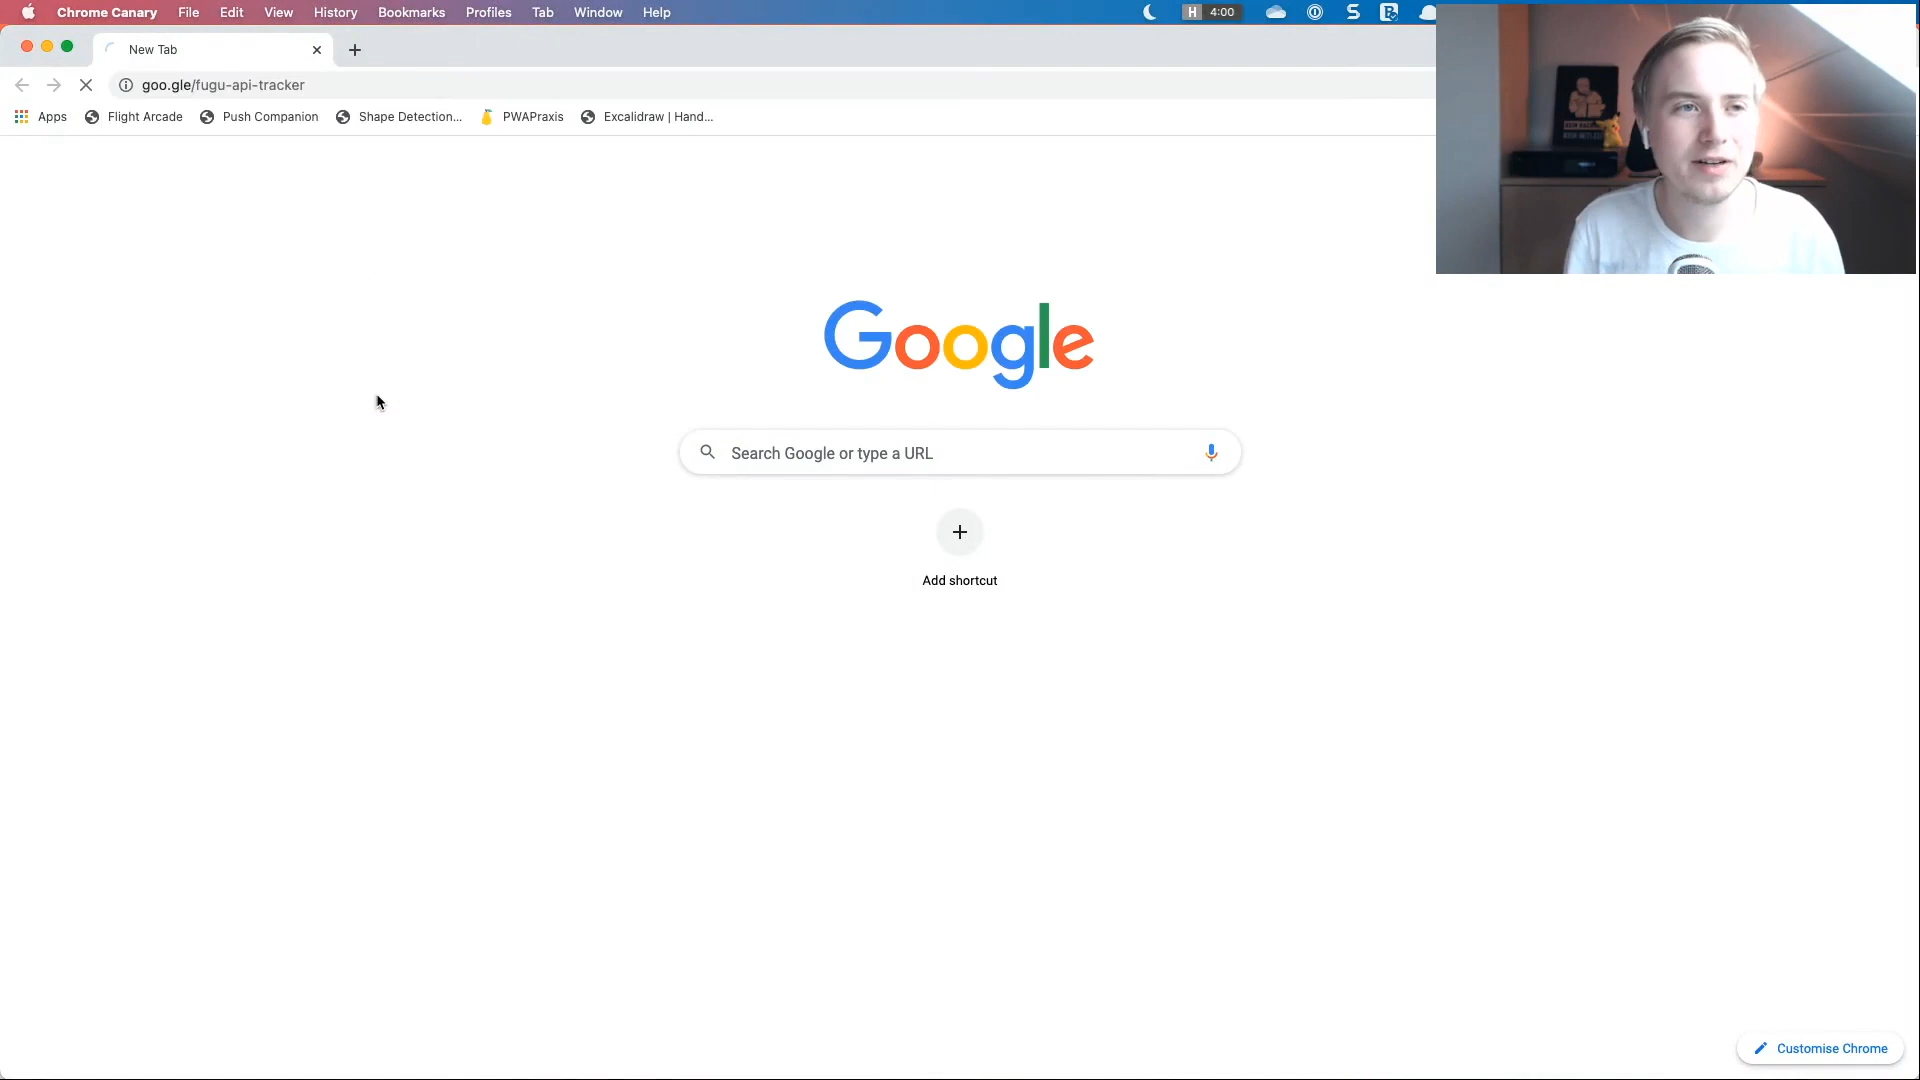 Chrome Canary File Edit View History Bookmarks Profiles Tab Window Help H 4:00
New Tab
goo.gle/fugu-api-tracker
Apps Flight Arcade Push Companion Shape Detection... PWAPraxis Excalidraw | Hand...
Google
Search Google or type a URL
Add shortcut
Customise Chrome